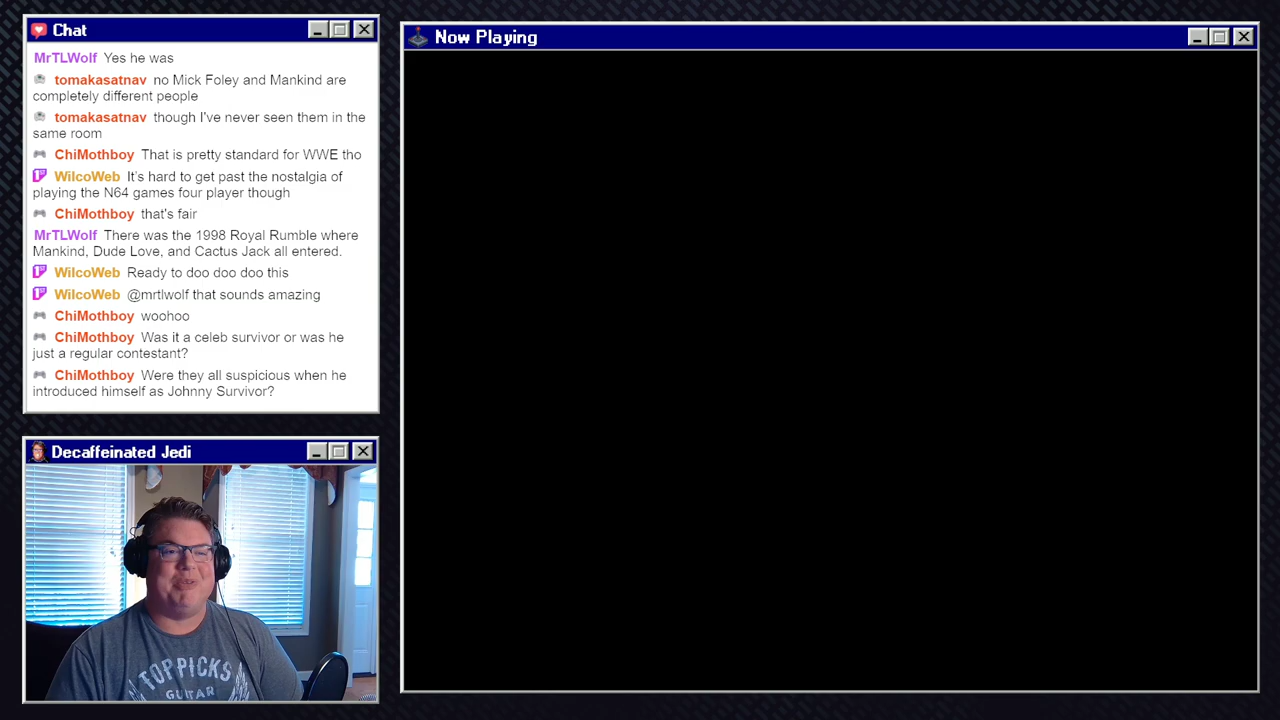 Chat
MrTLWolf Yes he was
tomakasatnav no Mick Foley and Mankind are
completely different people
tomakasatnav though I've never seen them in the
same room
ChiMothboy That is pretty standard for WWE tho
WilcoWeb It's hard to get past the nostalgia of
playing the N64 games four player though
ChiMothboy that's fair
MrTLWolf There was the 1998 Royal Rumble where
Mankind, Dude Love, and Cactus Jack all entered.
WilcoWeb Ready to doo doo doo this
WilcoWeb @mrtlwolf that sounds amazing
ChiMothboy woohoo
ChiMothboy Was it a celeb survivor or was he
just a regular contestant?
ChiMothboy Were they all suspicious when he
introduced himself as Johnny Survivor?
Decaffeinated Jedi
TOPPICKS
GUITAR
Now Playing